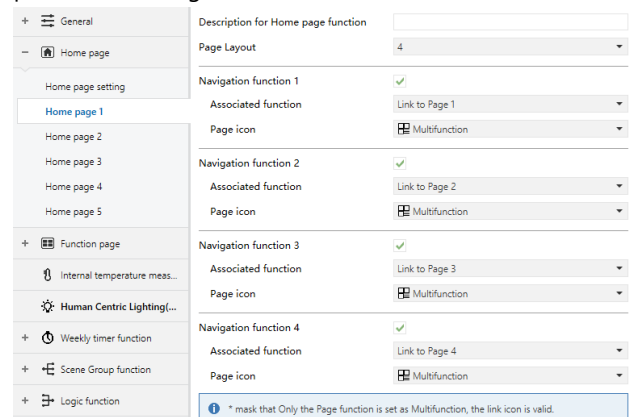 General
Home page
Home page setting
Home page 1
Home page 2
Home page 3
Home page 4
Home page 5
Function page
Internal temperature meas...
Human Centric Lighting(...
Weekly timer function
Scene Group function
Logic function
Description for Home page function
Page Layout 4
Navigation function 1
Associated function Link to Page 1
Page icon Multifunction
Navigation function 2
Associated function Link to Page 2
Page icon Multifunction
Navigation function 3
Associated function Link to Page 3
Page icon Multifunction
Navigation function 4
Associated function Link to Page 4
Page icon Multifunction
* mask that Only the Page function is set as Multifunction, the link icon is valid.